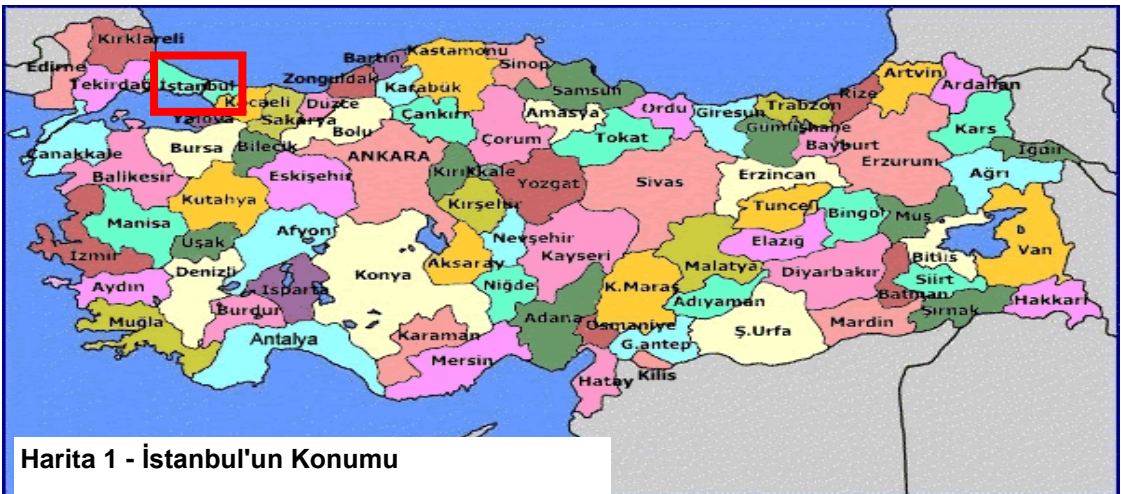 Kırklareli
Edirne
Tekirdağ
İstanbul
Kocaeli
Yalova
Sakarya
Düzce
Zonguldak
Bartın
Karabük
Kastamonu
Sinop
Samsun
Ordu
Giresun
Trabzon
Rize
Artvin
Ardahan
Kars
Iğdır
Çanakkale
Balıkesir
Bursa
Bilecik
Bolu
Çankırı
Çorum
Amasya
Tokat
Gümüşhane
Bayburt
Erzurum
Ağrı
ANKARA
Eskişehir
Kütahya
Kırıkkale
Yozgat
Sivas
Erzincan
Manisa
Uşak
Afyon
Kırşehir
Nevşehir
Kayseri
Tunceli
Bingöl
Muş
Elazığ
Malatya
Bitlis
Van
İzmir
Aydın
Denizli
Isparta
Konya
Aksaray
Niğde
K.Maraş
Adıyaman
Diyarbakır
Batman
Siirt
Şırnak
Hakkari
Muğla
Burdur
Antalya
Karaman
Mersin
Adana
Osmaniye
G.antep
Ş.Urfa
Mardin
Hatay
Kilis
Harita 1 - İstanbul'un Konumu